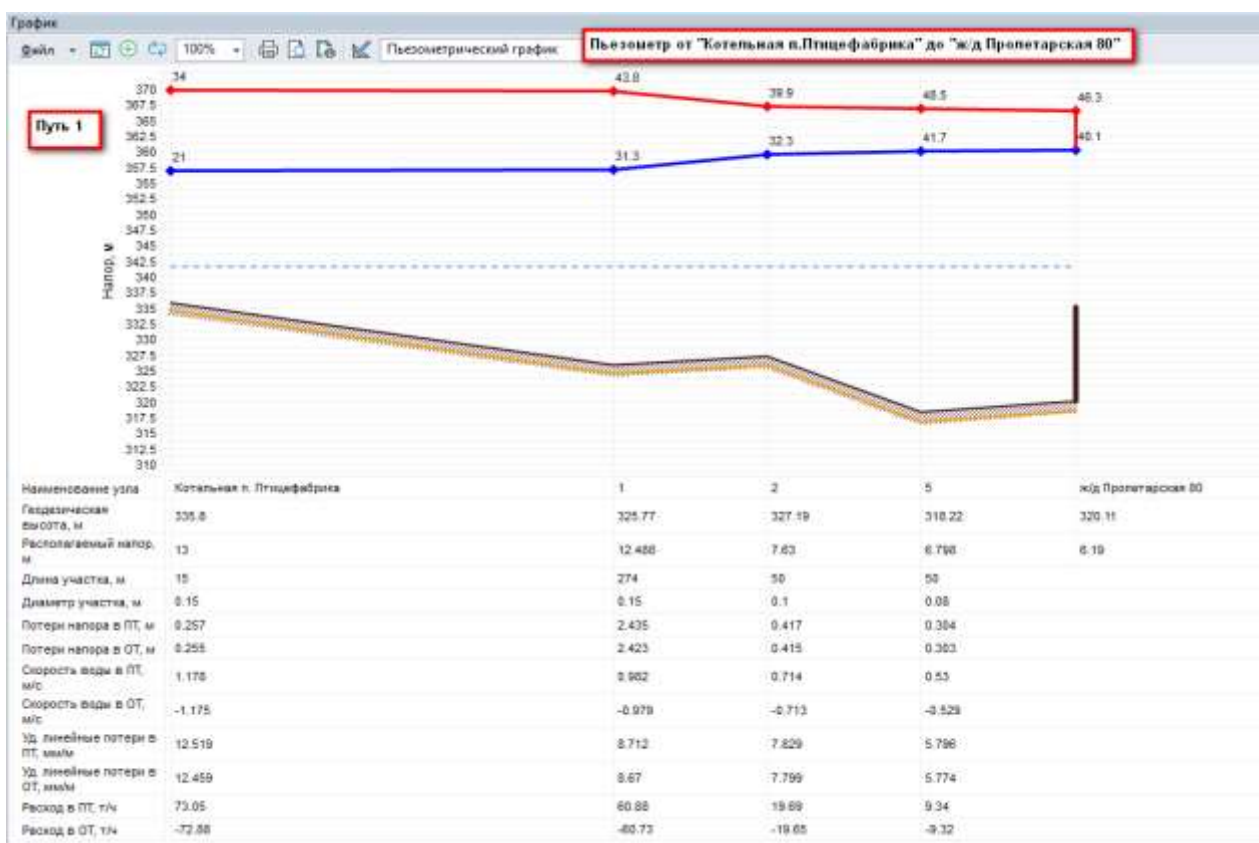 График
Файл 100% Пьезометрический график
Пьезометр от "Котельная п.Птицефабрика" до "ж/д Пролетарская 80"
Путь 1
34 43.8 39.9 48.5 46.3
21 31.3 32.3 41.7 40.1
Напор, м
370
367.5
365
362.5
360
357.5
355
352.5
350
347.5
345
342.5
340
337.5
335
332.5
330
327.5
325
322.5
320
317.5
315
312.5
310
Наименование узла Котельная п. Птицефабрика 1 2 5 ж/д Пролетарская 80
Геодезическая
высота, м 335.8 325.77 327.19 318.22 320.11
Располагаемый напор,
м 13 12.488 7.63 6.798 6.19
Длина участка, м 15 274 50 50
Диаметр участка, м 0.15 0.15 0.1 0.08
Потери напора в ПТ, м 0.257 2.435 0.417 0.304
Потери напора в ОТ, м 0.255 2.423 0.415 0.303
Скорость воды в ПТ,
м/с 1.178 0.982 0.714 0.53
Скорость воды в ОТ,
м/с -1.175 -0.979 -0.713 -0.529
Уд. линейные потери в
ПТ, мм/м 12.519 8.712 7.829 5.796
Уд. линейные потери в
ОТ, мм/м 12.459 8.67 7.799 5.774
Расход в ПТ, т/ч 73.05 60.88 19.69 9.34
Расход в ОТ, т/ч -72.88 -60.73 -19.65 -9.32